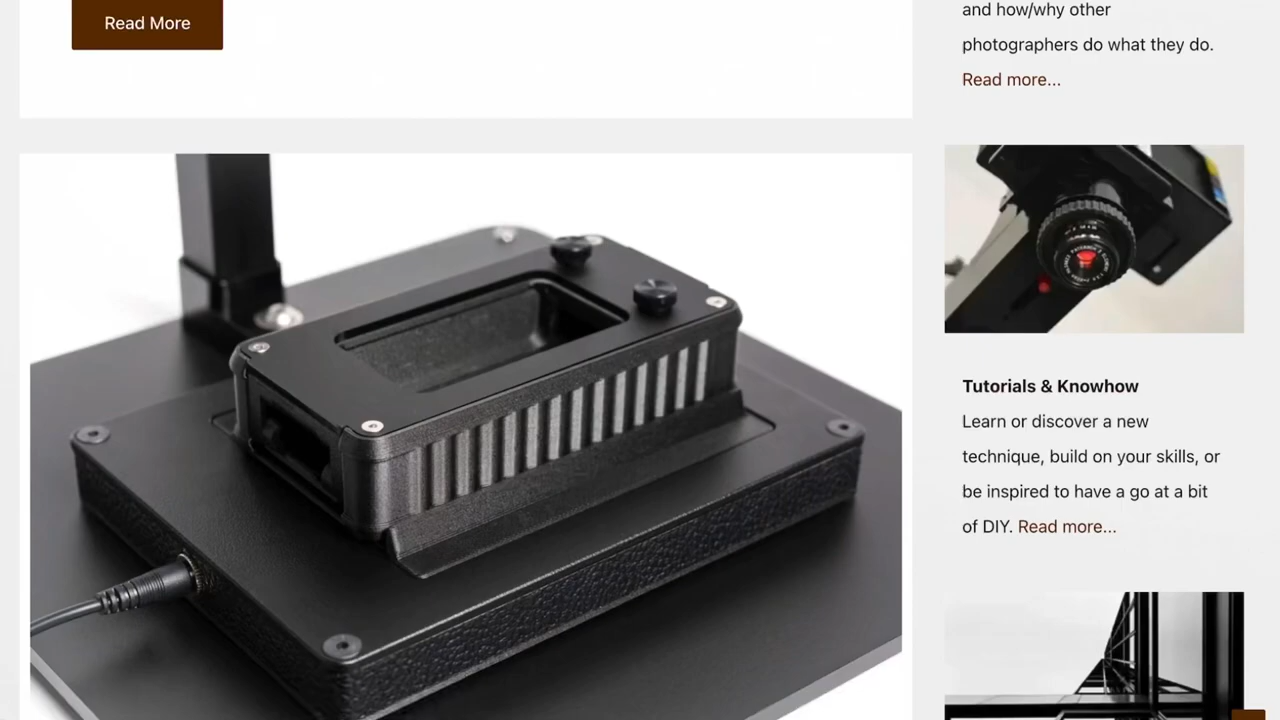 Read More
and how/why other
photographers do what they do.
Read more...
Tutorials & Knowhow
Learn or discover a new
technique, build on your skills, or
be inspired to have a go at a bit
of DIY. Read more...